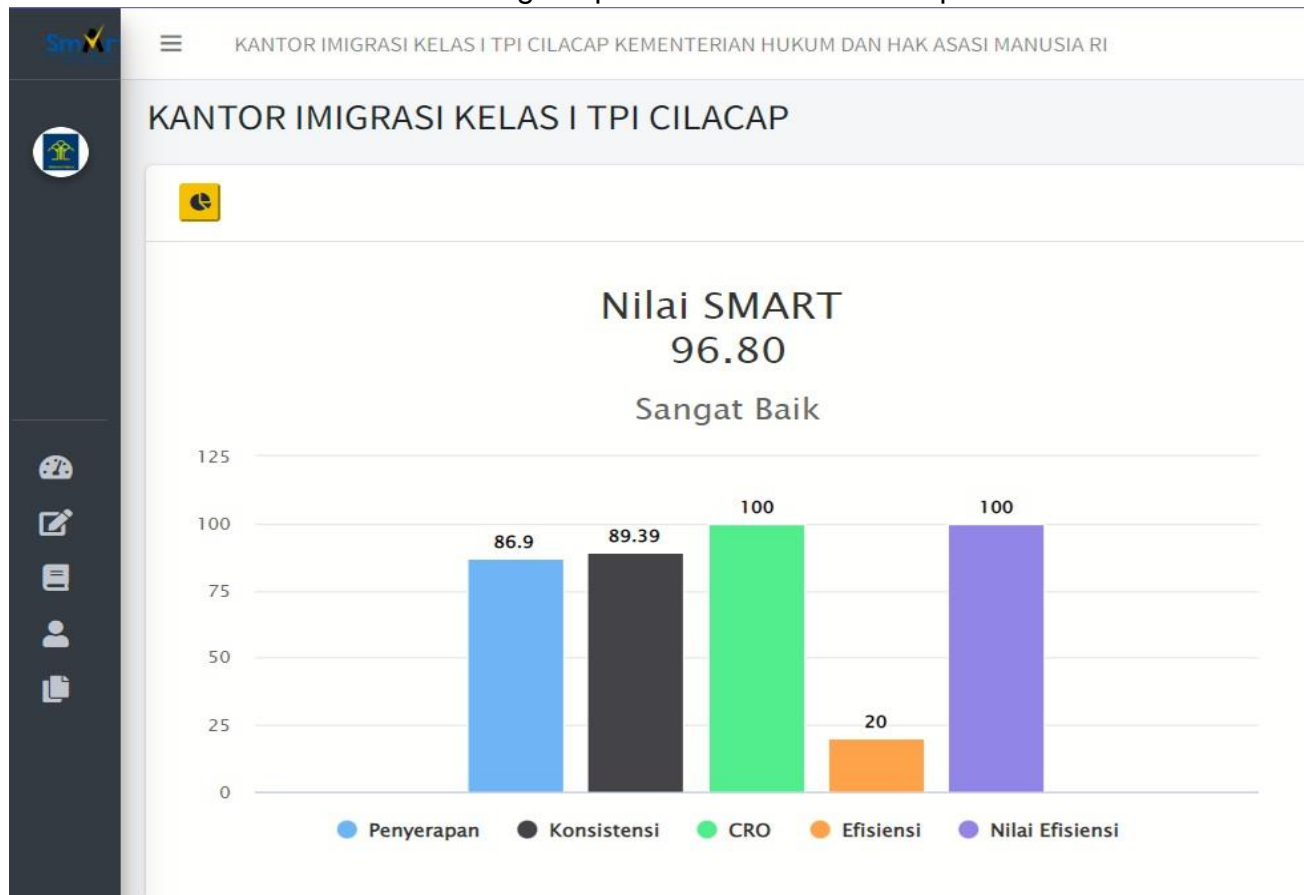 Smart
KANTOR IMIGRASI KELAS I TPI CILACAP KEMENTERIAN HUKUM DAN HAK ASASI MANUSIA RI
KANTOR IMIGRASI KELAS I TPI CILACAP
Nilai SMART
96.80
Sangat Baik
125
100
75
50
25
0
86.9
89.39
100
20
100
Penyerapan Konsistensi CRO Efisiensi Nilai Efisiensi